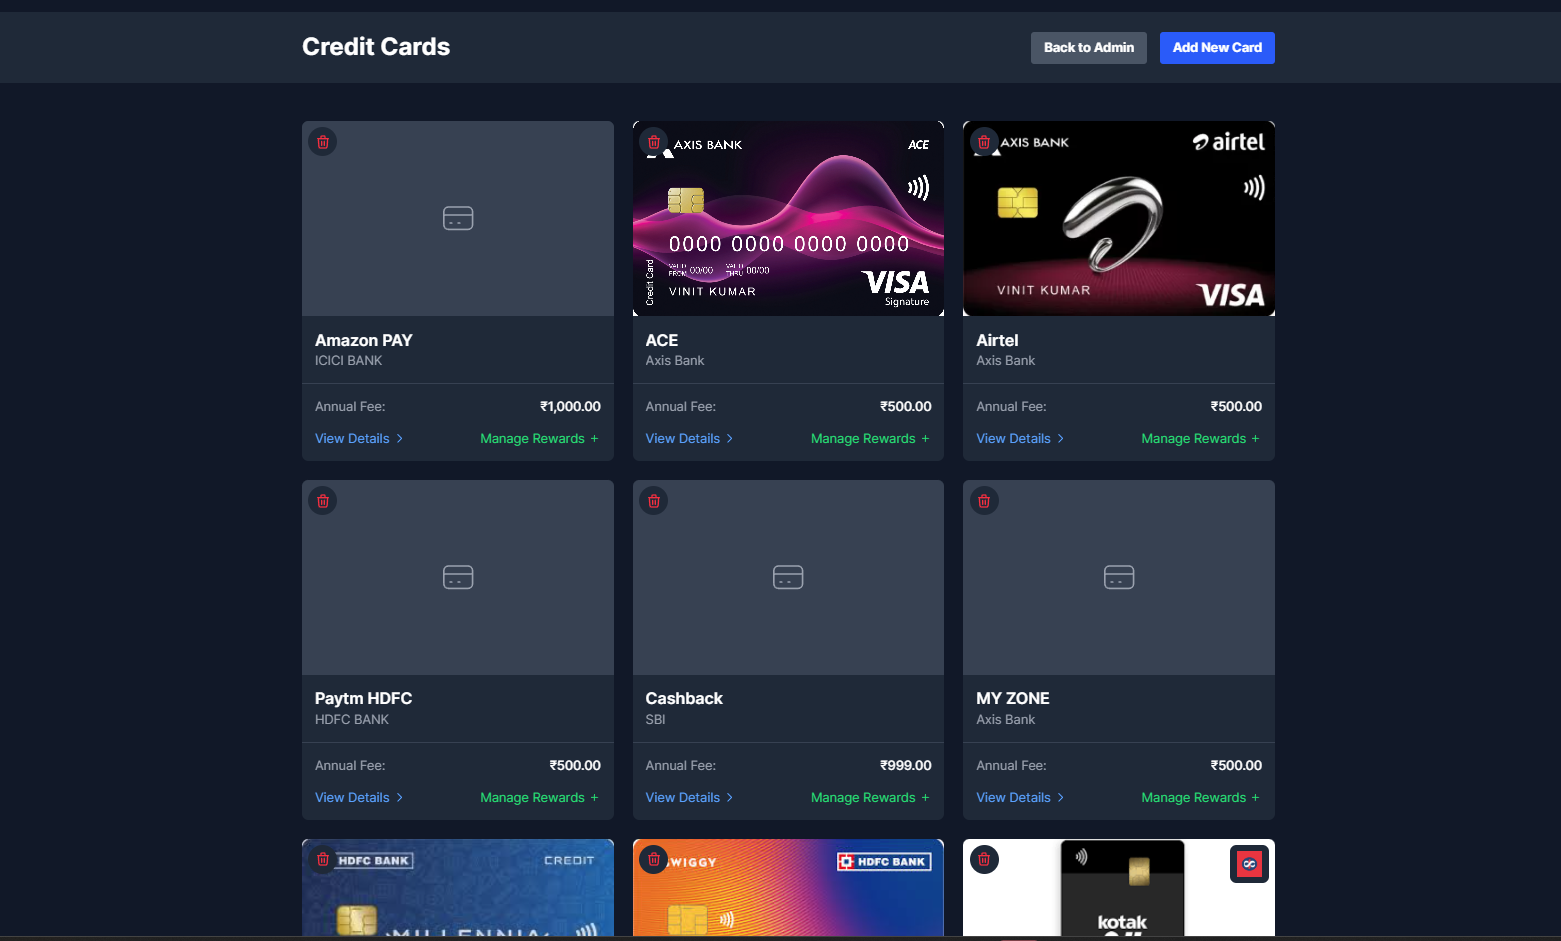 Credit Cards
Back to Admin
Add New Card
AXIS BANK
ACE
0000 0000 0000 0000
Credit Card
VALID FROM 00/00 VALID THRU 00/00
VINIT KUMAR
VISA
Signature
AXIS BANK
airtel
VINIT KUMAR
VISA
Amazon PAY
ICICI BANK
Annual Fee: ₹1,000.00
View Details Manage Rewards +
ACE
Axis Bank
Annual Fee: ₹500.00
View Details Manage Rewards +
Airtel
Axis Bank
Annual Fee: ₹500.00
View Details Manage Rewards +
Paytm HDFC
HDFC BANK
Annual Fee: ₹500.00
View Details Manage Rewards +
Cashback
SBI
Annual Fee: ₹999.00
View Details Manage Rewards +
MY ZONE
Axis Bank
Annual Fee: ₹500.00
View Details Manage Rewards +
HDFC BANK
CREDIT
MILLENNIA
WIGGY
HDFC BANK
kotak